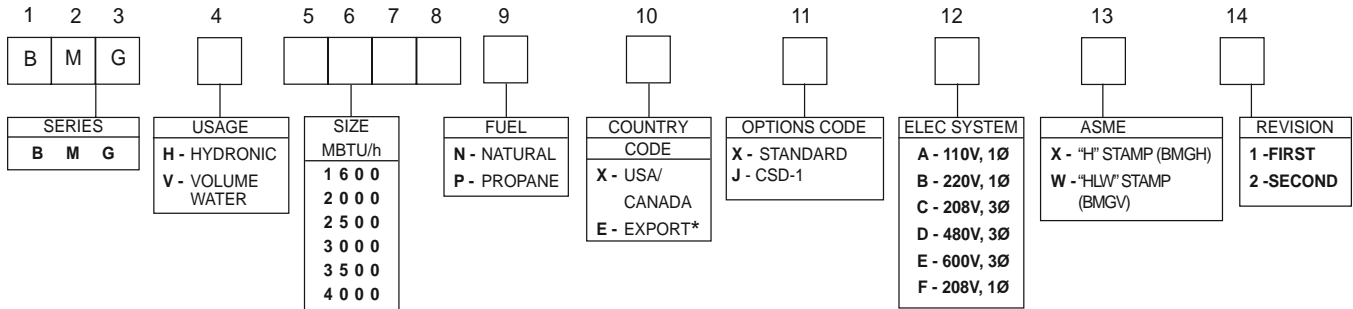 1 2 3 4 5 6 7 8 9 10 11 12 13 14
B M G
SERIES
B M G
USAGE
H - HYDRONIC
V - VOLUME
WATER
SIZE
MBTU/h
1 6 0 0
2 0 0 0
2 5 0 0
3 0 0 0
3 5 0 0
4 0 0 0
FUEL
N - NATURAL
P - PROPANE
COUNTRY
CODE
X - USA/
CANADA
E - EXPORT*
OPTIONS CODE
X - STANDARD
J - CSD-1
ELEC SYSTEM
A - 110V, 1Ø
B - 220V, 1Ø
C - 208V, 3Ø
D - 480V, 3Ø
E - 600V, 3Ø
F - 208V, 1Ø
ASME
X - “H” STAMP (BMGH)
W - “HLW” STAMP
(BMGV)
REVISION
1 -FIRST
2 -SECOND